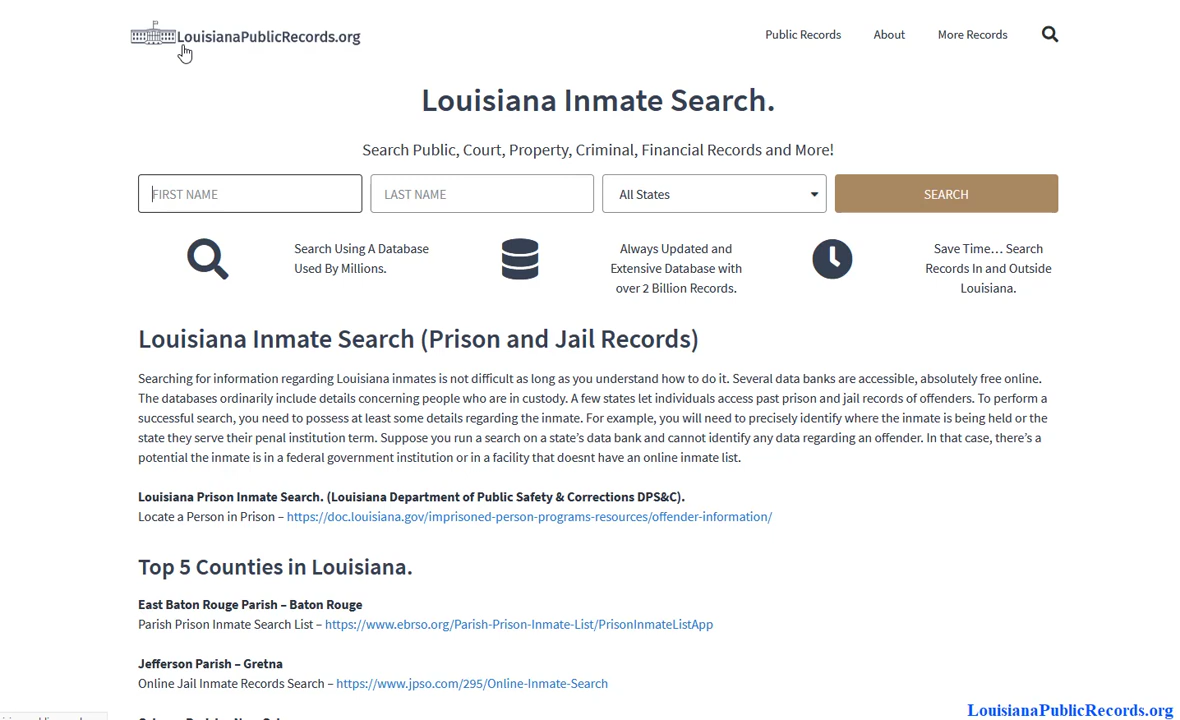 LouisianaPublicRecords.org
Public Records
About
More Records
Louisiana Inmate Search.
Search Public, Court, Property, Criminal, Financial Records and More!
FIRST NAME
LAST NAME
All States
SEARCH
Search Using A Database
Used By Millions.
Always Updated and
Extensive Database with
over 2 Billion Records.
Save Time… Search
Records In and Outside
Louisiana.
Louisiana Inmate Search (Prison and Jail Records)
Searching for information regarding Louisiana inmates is not difficult as long as you understand how to do it. Several data banks are accessible, absolutely free online.
The databases ordinarily include details concerning people who are in custody. A few states let individuals access past prison and jail records of offenders. To perform a
successful search, you need to possess at least some details regarding the inmate. For example, you will need to precisely identify where the inmate is being held or the
state they serve their penal institution term. Suppose you run a search on a state’s data bank and cannot identify any data regarding an offender. In that case, there’s a
potential the inmate is in a federal government institution or in a facility that doesnt have an online inmate list.
Louisiana Prison Inmate Search. (Louisiana Department of Public Safety & Corrections DPS&C).
Locate a Person in Prison – https://doc.louisiana.gov/imprisoned-person-programs-resources/offender-information/
Top 5 Counties in Louisiana.
East Baton Rouge Parish – Baton Rouge
Parish Prison Inmate Search List – https://www.ebrso.org/Parish-Prison-Inmate-List/PrisonInmateListApp
Jefferson Parish – Gretna
Online Jail Inmate Records Search – https://www.jpso.com/295/Online-Inmate-Search
LouisianaPublicRecords.org